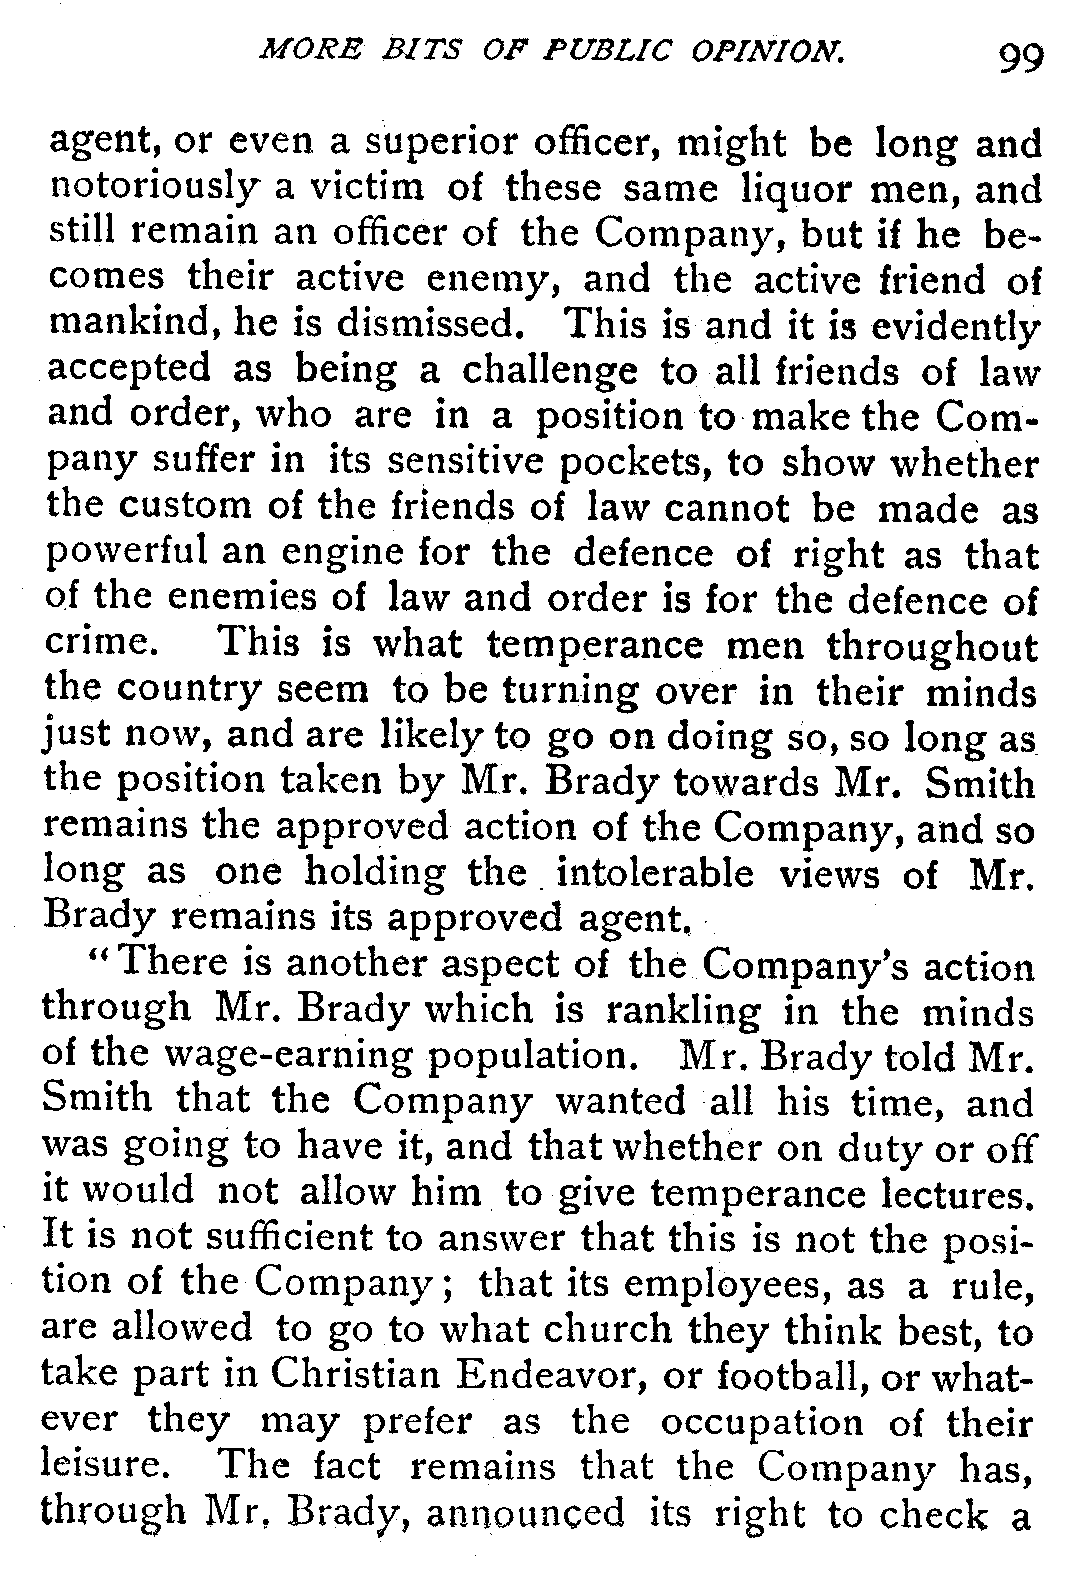 MORE BITS OF PUBLIC OPINION. 99
agent, or even a superior officer, might be long and
notoriously a victim of these same liquor men, and
still remain an officer of the Company, but if he be-
comes their active enemy, and the active friend of
mankind, he is dismissed. This is and it is evidently
accepted as being a challenge to all friends of law
and order, who are in a position to make the Com-
pany suffer in its sensitive pockets, to show whether
the custom of the friends of law cannot be made as
powerful an engine for the defence of right as that
of the enemies of law and order is for the defence of
crime. This is what temperance men throughout
the country seem to be turning over in their minds
just now, and are likely to go on doing so, so long as
the position taken by Mr. Brady towards Mr. Smith
remains the approved action of the Company, and so
long as one holding the intolerable views of Mr.
Brady remains its approved agent.
"There is another aspect of the Company's action
through Mr. Brady which is rankling in the minds
of the wage-earning population. Mr. Brady told Mr.
Smith that the Company wanted all his time, and
was going to have it, and that whether on duty or off
it would not allow him to give temperance lectures.
It is not sufficient to answer that this is not the posi-
tion of the Company; that its employees, as a rule,
are allowed to go to what church they think best, to
take part in Christian Endeavor, or football, or what-
ever they may prefer as the occupation of their
leisure. The fact remains that the Company has,
through Mr. Brady, announced its right to check a